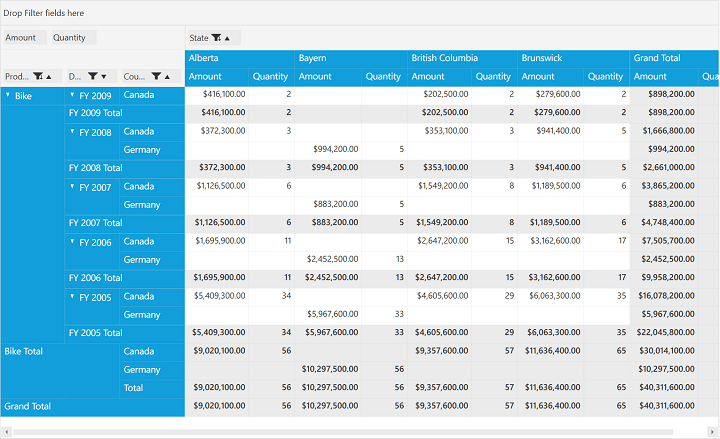 Drop Filter fields here
Amount Quantity State
Alberta Bayern British Columbia Brunswick Grand Total
Prod... D... Cou... Amount Quantity Amount Quantity Amount Quantity Amount Quantity Amount Qua
Bike FY 2009 Canada $416,100.00 2 $202,500.00 2 $279,600.00 2 $898,200.00
FY 2009 Total $416,100.00 2 $202,500.00 2 $279,600.00 2 $898,200.00
FY 2008 Canada $372,300.00 3 $353,100.00 3 $941,400.00 5 $1,666,800.00
Germany $994,200.00 5 $994,200.00
FY 2008 Total $372,300.00 3 $994,200.00 5 $353,100.00 3 $941,400.00 5 $2,661,000.00
FY 2007 Canada $1,126,500.00 6 $1,549,200.00 8 $1,189,500.00 6 $3,865,200.00
Germany $883,200.00 5 $883,200.00
FY 2007 Total $1,126,500.00 6 $883,200.00 5 $1,549,200.00 8 $1,189,500.00 6 $4,748,400.00
FY 2006 Canada $1,695,900.00 11 $2,647,200.00 15 $3,162,600.00 17 $7,505,700.00
Germany $2,452,500.00 13 $2,452,500.00
FY 2006 Total $1,695,900.00 11 $2,452,500.00 13 $2,647,200.00 15 $3,162,600.00 17 $9,958,200.00
FY 2005 Canada $5,409,300.00 34 $4,605,600.00 29 $6,063,300.00 35 $16,078,200.00
Germany $5,967,600.00 33 $5,967,600.00
FY 2005 Total $5,409,300.00 34 $5,967,600.00 33 $4,605,600.00 29 $6,063,300.00 35 $22,045,800.00
Bike Total Canada $9,020,100.00 56 $9,357,600.00 57 $11,636,400.00 65 $30,014,100.00
Germany $10,297,500.00 56 $10,297,500.00
Total $9,020,100.00 56 $10,297,500.00 56 $9,357,600.00 57 $11,636,400.00 65 $40,311,600.00
Grand Total $9,020,100.00 56 $10,297,500.00 56 $9,357,600.00 57 $11,636,400.00 65 $40,311,600.00